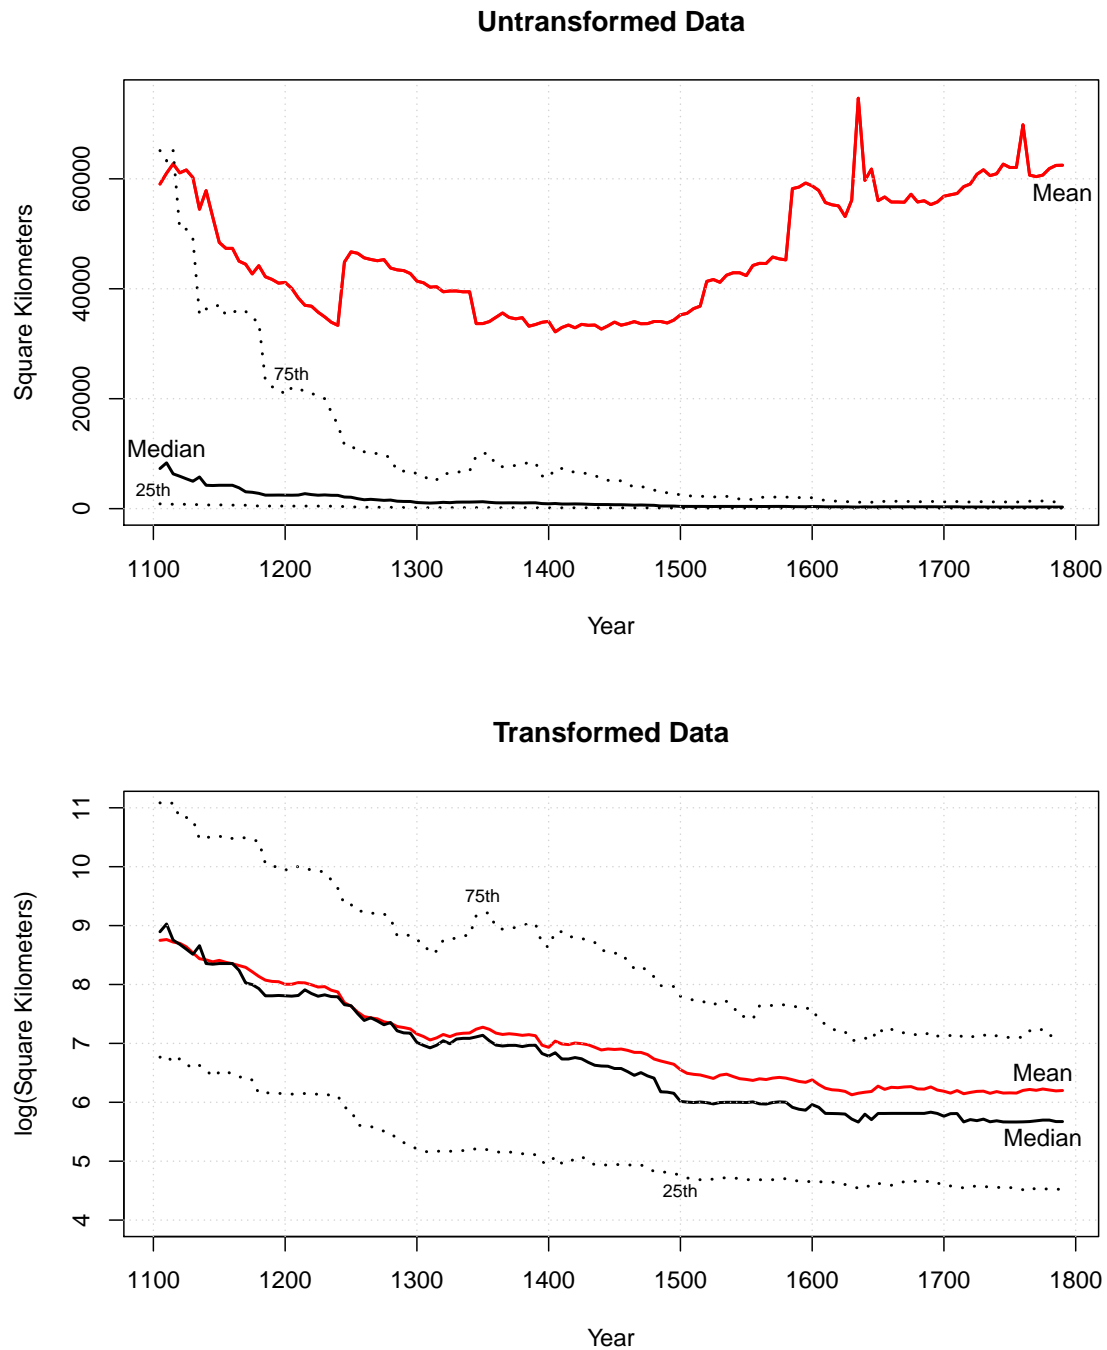 Untransformed Data
Square Kilometers
60000
40000
20000
0
Mean
75th
Median
25th
1100 1200 1300 1400 1500 1600 1700 1800
Year
Transformed Data
log(Square Kilometers)
11
10
9
8
7
6
5
4
75th
Mean
Median
25th
1100 1200 1300 1400 1500 1600 1700 1800
Year